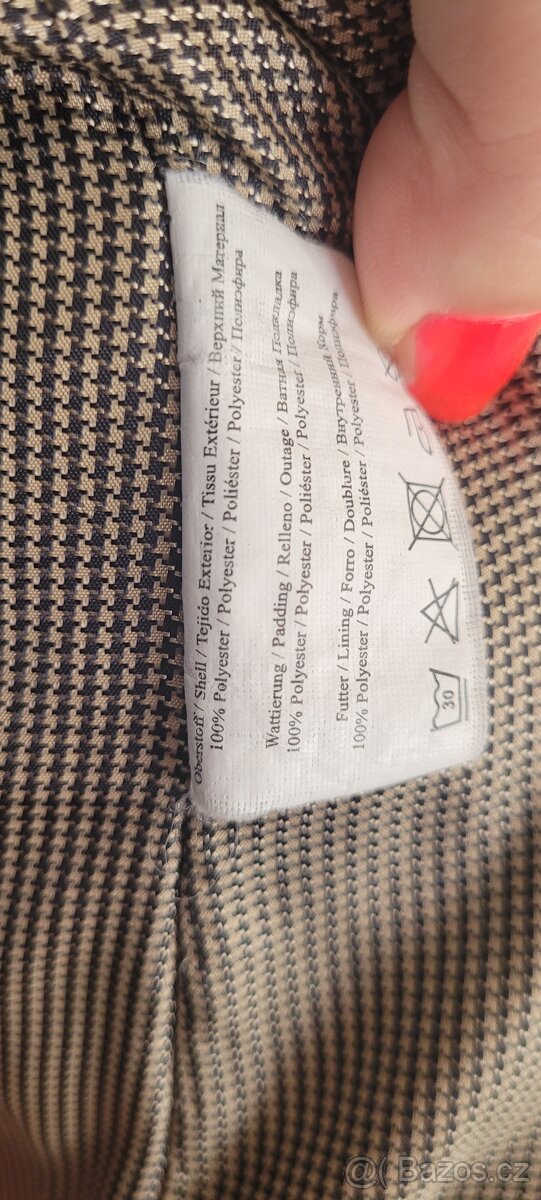 Oberstoff / Shell / Tejido Exterior / Tissu Extérieur / Верхний Материал
100% Polyester / Polyester / Poliéster / Polyester / Полиэфира
Wattierung / Padding / Relleno / Outage / Ватная Подкладка
100% Polyester / Polyester / Poliéster / Polyester / Полиэфира
Futter / Lining / Forro / Doublure / Внутренний Корм
100% Polyester / Polyester / Poliéster / Polyester / Полиэфира
30
Bazos.cz